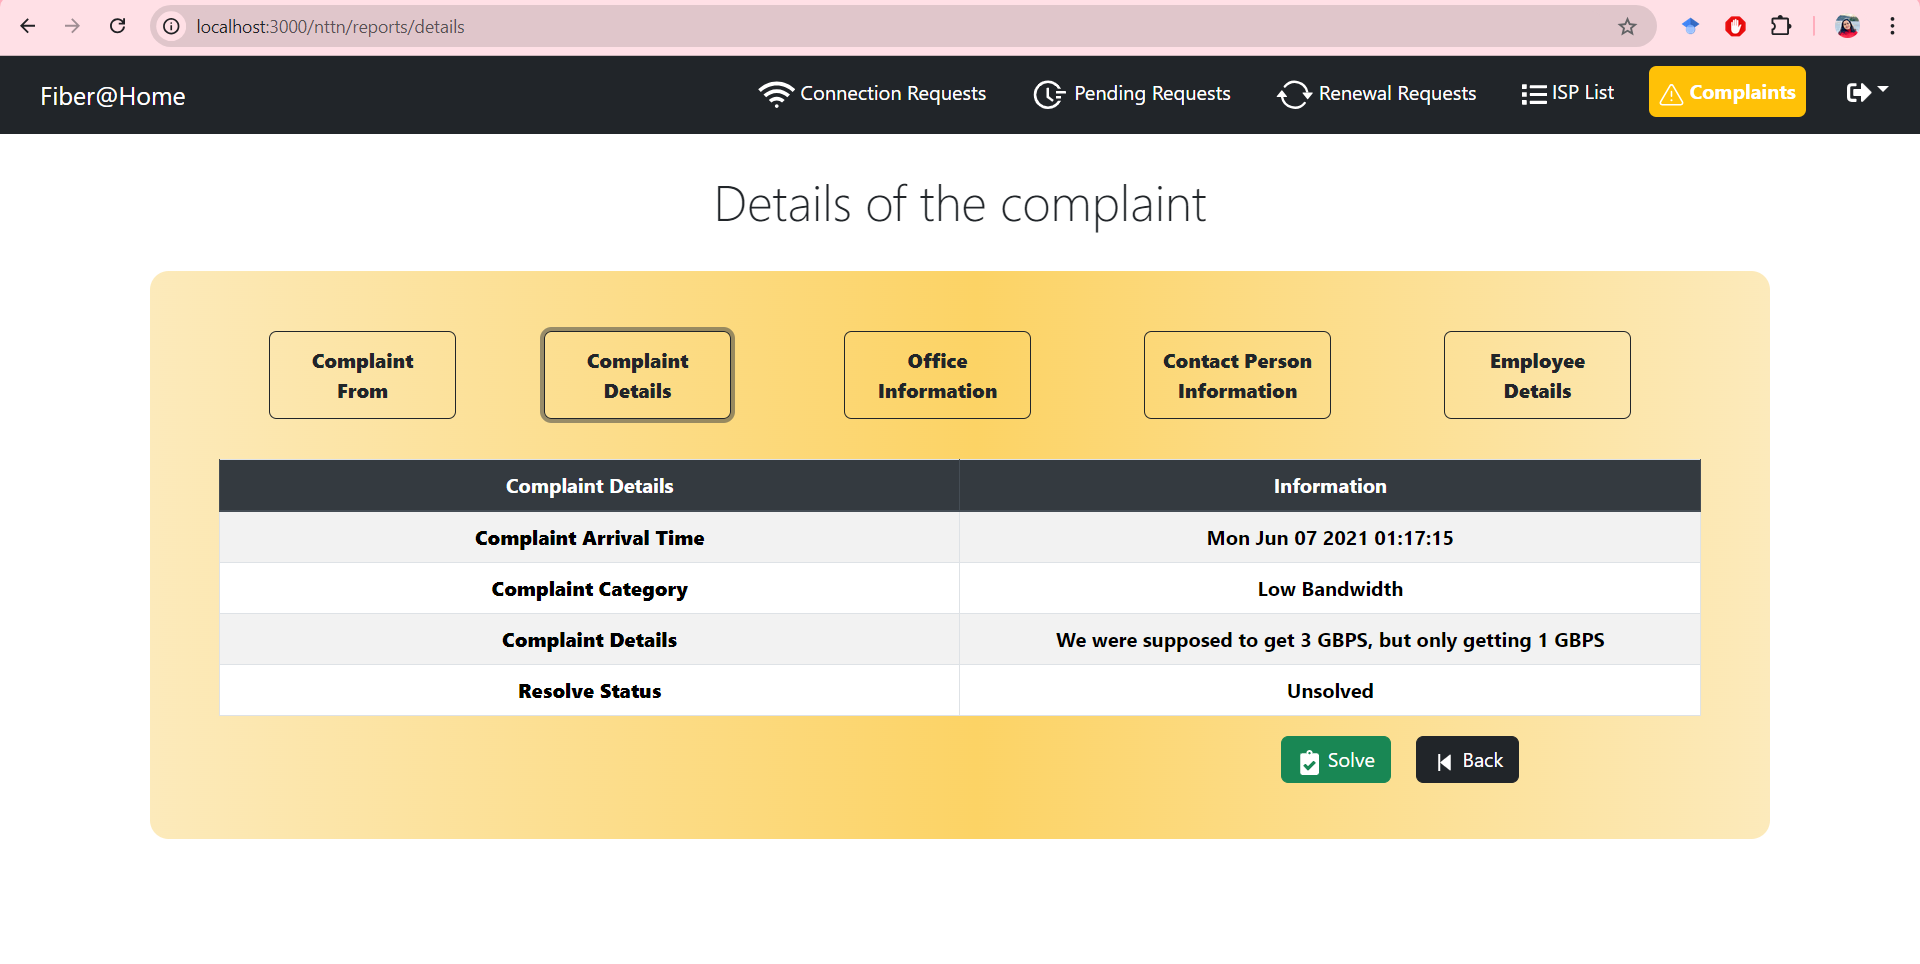 localhost:3000/nttn/reports/details
Fiber@Home
Connection Requests
Pending Requests
Renewal Requests
ISP List
Complaints
Details of the complaint
Complaint
From
Complaint
Details
Office
Information
Contact Person
Information
Employee
Details
Complaint Details Information
Complaint Arrival Time Mon Jun 07 2021 01:17:15
Complaint Category Low Bandwidth
Complaint Details We were supposed to get 3 GBPS, but only getting 1 GBPS
Resolve Status Unsolved
Solve
Back